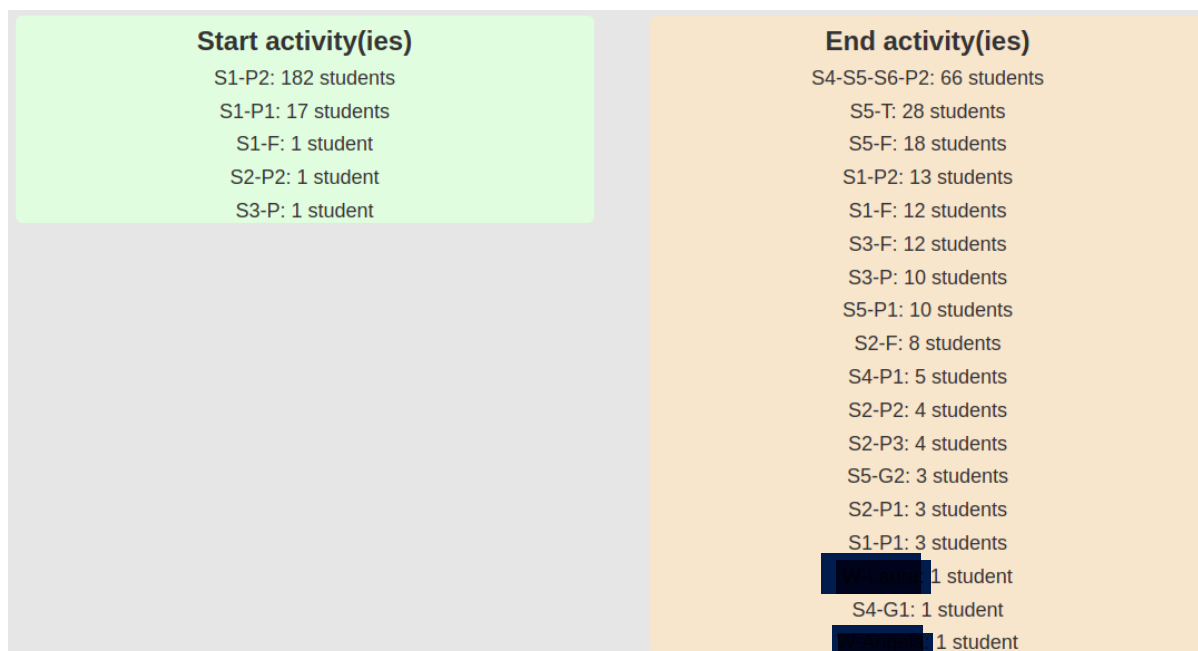 Start activity(ies)
S1-P2: 182 students
S1-P1: 17 students
S1-F: 1 student
S2-P2: 1 student
S3-P: 1 student
End activity(ies)
S4-S5-S6-P2: 66 students
S5-T: 28 students
S5-F: 18 students
S1-P2: 13 students
S1-F: 12 students
S3-F: 12 students
S3-P: 10 students
S5-P1: 10 students
S2-F: 8 students
S4-P1: 5 students
S2-P2: 4 students
S2-P3: 4 students
S5-G2: 3 students
S2-P1: 3 students
S1-P1: 3 students
1 student
S4-G1: 1 student
1 student